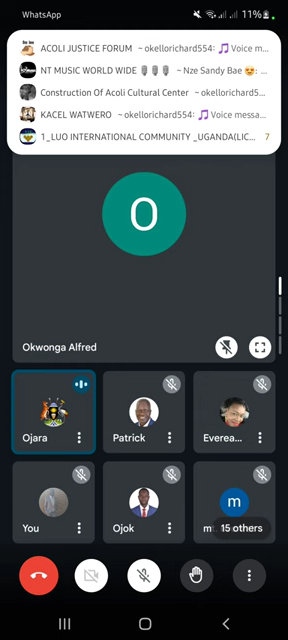 WhatsApp 11%
ACOLI JUSTICE FORUM ~ okellorichard554: 🎵 Voice m...
NT MUSIC WORLD WIDE 🎙🎙🎙 ~ Nze Sandy Bae 😍: ...
Construction Of Acoli Cultural Center ~ okellorichard5...
KACEL WATWERO ~ okellorichard554: 🎵 Voice messa...
1_LUO INTERNATIONAL COMMUNITY _UGANDA(LIC... 7
O
Okwonga Alfred
Ojara
Patrick
Everea...
You
Ojok
m
15 others